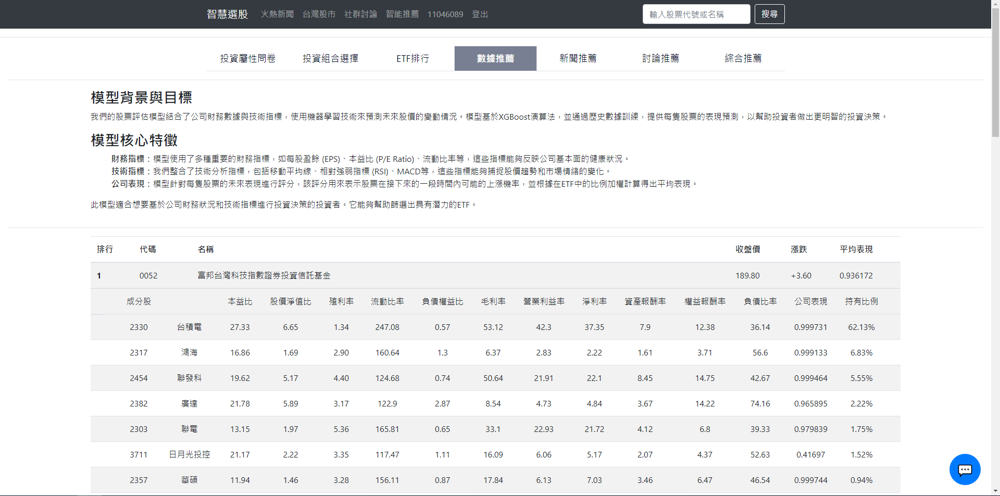 智慧選股 火熱新聞 台灣股市 社群討論 智能推薦 11046089 登出 輸入股票代號或名稱 搜尋
投資屬性問卷 投資組合選擇 ETF排行 數據推薦 新聞推薦 討論推薦 綜合推薦
模型背景與目標
我們的股票評估模型結合了公司財務數據與技術指標，使用機器學習技術來預測未來股價的變動情況。模型基於XGBoost演算法，並通過歷史數據訓練，提供每隻股票的表現預測，以幫助投資者做出更明智的投資決策。
模型核心特徵
財務指標：模型使用了多種重要的財務指標，如每股盈餘 (EPS)、本益比 (P/E Ratio)、流動比率等，這些指標能夠反映公司基本面的健康狀況。
技術指標：我們整合了技術分析指標，包括移動平均線、相對強弱指標 (RSI)、MACD等，這些指標能夠捕捉股價趨勢和市場情緒的變化。
公司表現：模型針對每隻股票的未來表現進行評分，該評分用來表示股票在接下來的一段時間內可能的上漲機率，並根據在ETF中的比例加權計算得出平均表現。
此模型適合想要基於公司財務狀況和技術指標進行投資決策的投資者。它能夠幫助篩選出具有潛力的ETF。
排行 代碼 名稱 收盤價 漲跌 平均表現
1 0052 富邦台灣科技指數證券投資信託基金 189.80 +3.60 0.936172
成分股 本益比 股價淨值比 殖利率 流動比率 負債權益比 毛利率 營業利益率 淨利率 資產報酬率 權益報酬率 負債比率 公司表現 持有比例
2330 台積電 27.33 6.65 1.34 247.08 0.57 53.12 42.3 37.35 7.9 12.38 36.14 0.999731 62.13%
2317 鴻海 16.86 1.69 2.90 160.64 1.3 6.37 2.83 2.22 1.61 3.71 56.6 0.999133 6.83%
2454 聯發科 19.62 5.17 4.40 124.68 0.74 50.64 21.91 22.1 8.45 14.75 42.67 0.999464 5.55%
2382 廣達 21.78 5.89 3.17 122.9 2.87 8.54 4.73 4.84 3.67 14.22 74.16 0.965895 2.22%
2303 聯電 13.15 1.97 5.36 165.81 0.65 33.1 22.93 21.72 4.12 6.8 39.33 0.979839 1.75%
3711 日月光投控 21.17 2.22 3.35 117.47 1.11 16.09 6.06 5.17 2.07 4.37 52.63 0.41697 1.52%
2357 華碩 11.94 1.46 3.28 156.11 0.87 17.84 6.13 7.03 3.46 6.47 46.54 0.999744 0.94%